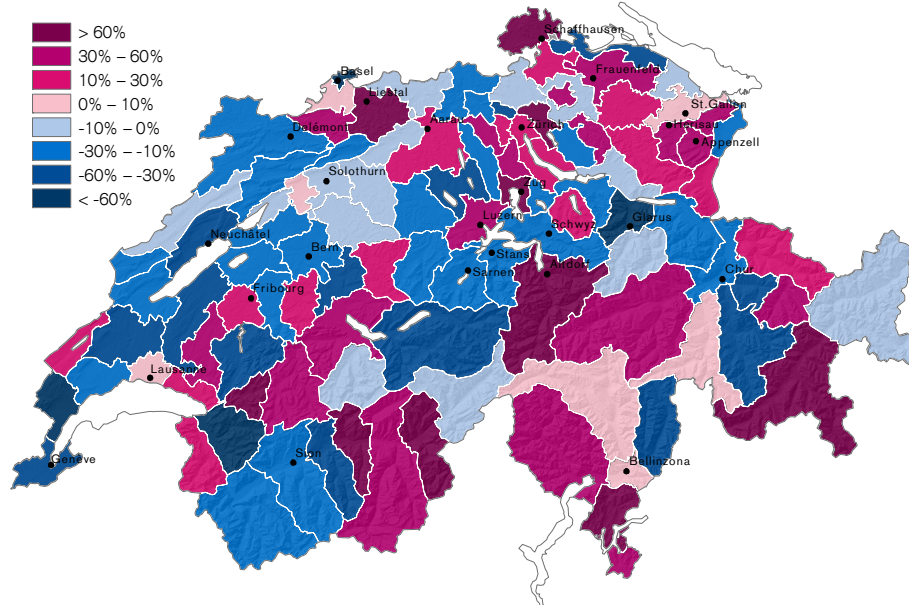 > 60%
30% – 60%
10% – 30%
0% – 10%
-10% – 0%
-30% – -10%
-60% – -30%
< -60%
Schaffhausen
Basel
Frauenfeld
Liestal
St.Gallen
Aarau
Zürich
Herisau
Delémont
Appenzell
Solothurn
Zug
Luzern
Glarus
Schwyz
Neuchâtel
Bern
Stans
Altdorf
Sarnen
Chur
Fribourg
Lausanne
Sion
Genève
Bellinzona